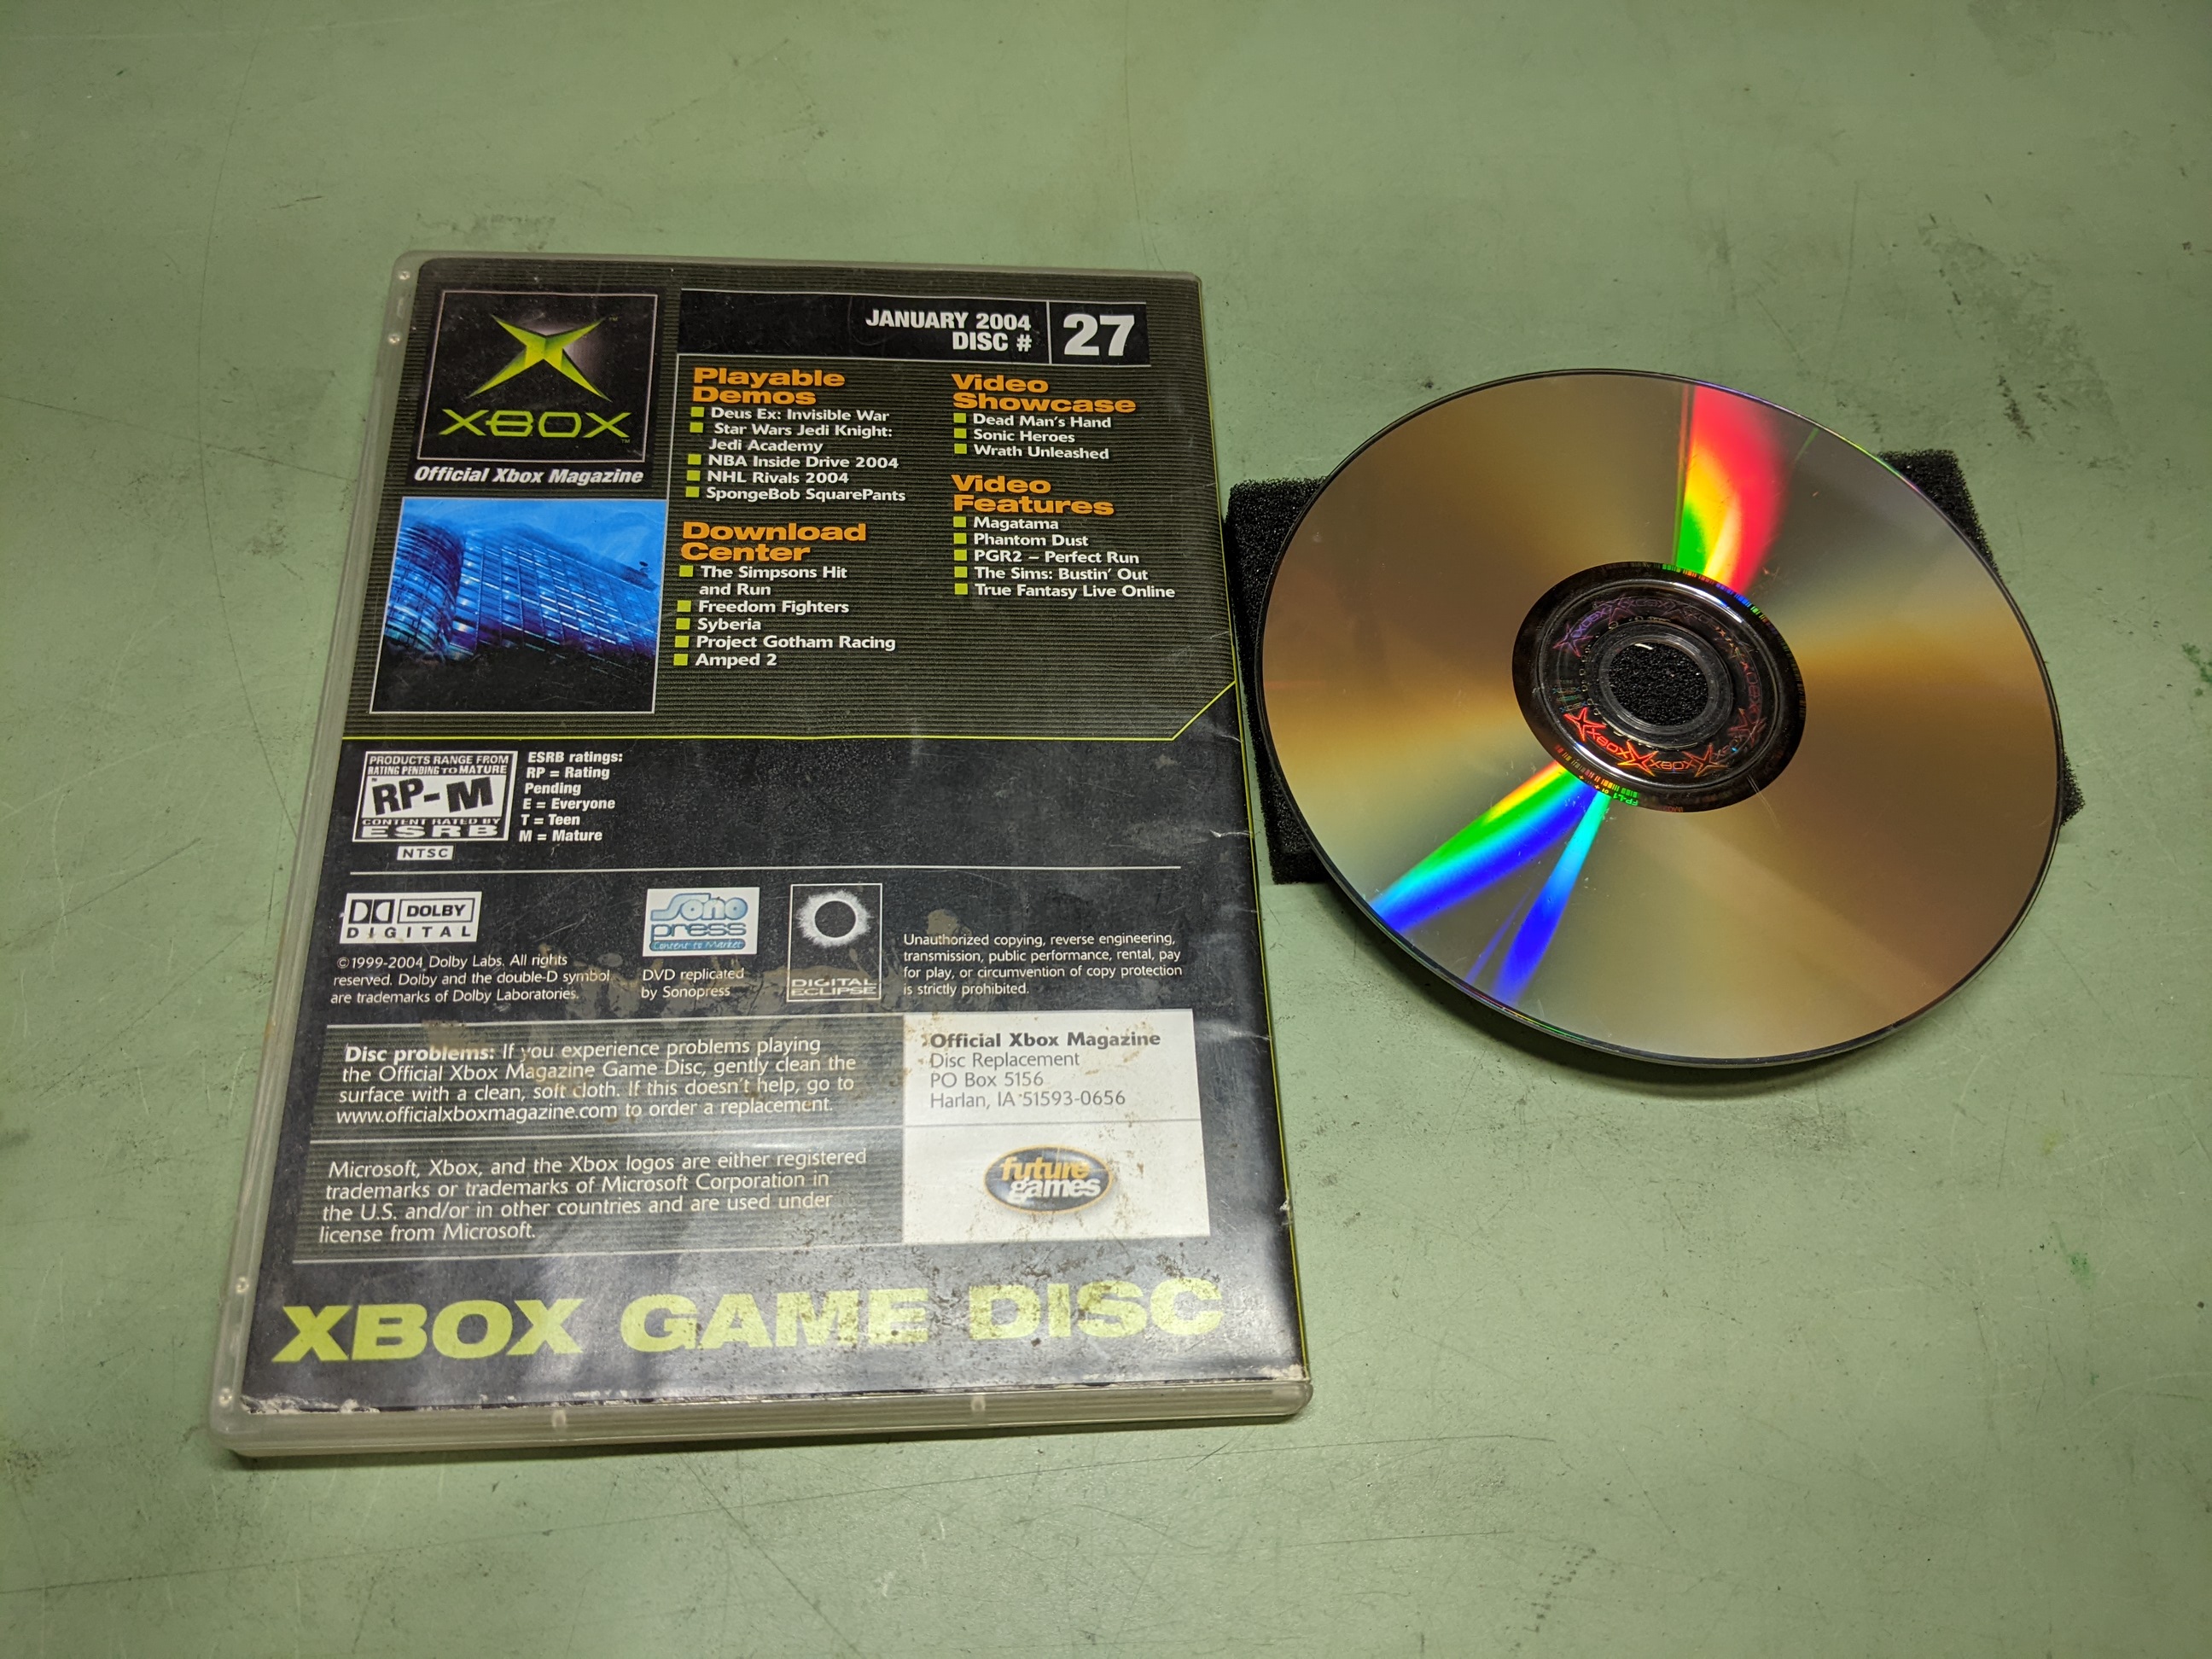 XBOX
Official Xbox Magazine
JANUARY 2004
DISC #
27
Playable
Demos
Deus Ex: Invisible War
Star Wars Jedi Knight:
Jedi Academy
NBA Inside Drive 2004
NHL Rivals 2004
SpongeBob SquarePants
Download
Center
The Simpsons Hit
and Run
Freedom Fighters
Syberia
Project Gotham Racing
Amped 2
Video
Showcase
Dead Man's Hand
Sonic Heroes
Wrath Unleashed
Video
Features
Magatama
Phantom Dust
PGR2 – Perfect Run
The Sims: Bustin' Out
True Fantasy Live Online
PRODUCTS RANGE FROM
RATING PENDING TO MATURE
RP-M
CONTENT RATED BY
ESRB
NTSC
ESRB ratings:
RP = Rating
Pending
E = Everyone
T = Teen
M = Mature
DOLBY
DIGITAL
©1999-2004 Dolby Labs. All rights
reserved. Dolby and the double-D symbol
are trademarks of Dolby Laboratories.
Sono
press
Content to Market
DVD replicated
by Sonopress
DIGITAL
ECLIPSE
Unauthorized copying, reverse engineering,
transmission, public performance, rental, pay
for play, or circumvention of copy protection
is strictly prohibited.
Disc problems: If you experience problems playing
the Official Xbox Magazine Game Disc, gently clean the
surface with a clean, soft cloth. If this doesn't help, go to
www.officialxboxmagazine.com to order a replacement.
Official Xbox Magazine
Disc Replacement
PO Box 5156
Harlan, IA 51593-0656
Microsoft, Xbox, and the Xbox logos are either registered
trademarks or trademarks of Microsoft Corporation in
the U.S. and/or in other countries and are used under
license from Microsoft.
future
games
XBOX GAME DISC
XBOX
XBOX